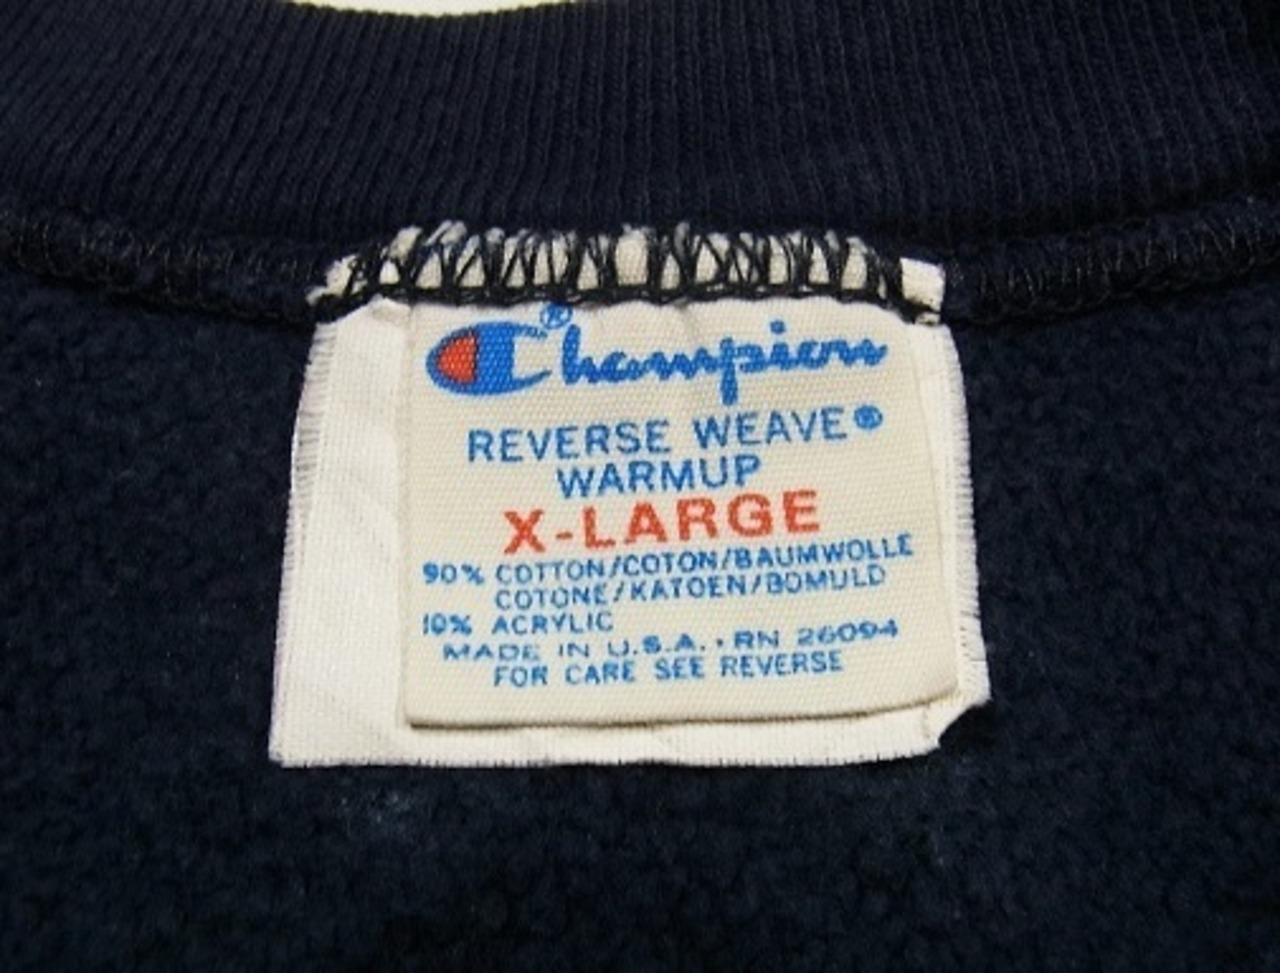 Champion®
REVERSE WEAVE®
WARMUP
X-LARGE
90% COTTON/COTON/BAUMWOLLE
COTONE/KATOEN/BOMULD
10% ACRYLIC
MADE IN U.S.A. · RN 26094
FOR CARE SEE REVERSE